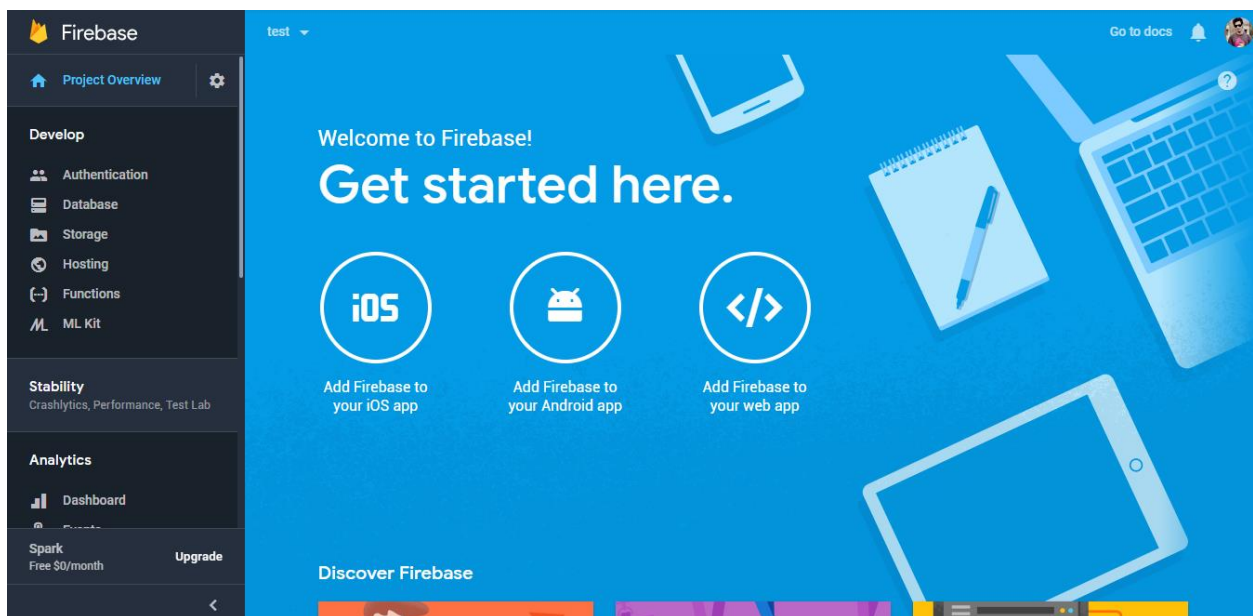 Firebase
test
Go to docs
Project Overview
?
Develop
Authentication
Database
Storage
Hosting
Functions
ML Kit
Stability
Crashlytics, Performance, Test Lab
Analytics
Dashboard
Events
Spark
Free $0/month
Upgrade
Welcome to Firebase!
Get started here.
iOS
</>
Add Firebase to
your iOS app
Add Firebase to
your Android app
Add Firebase to
your web app
Discover Firebase